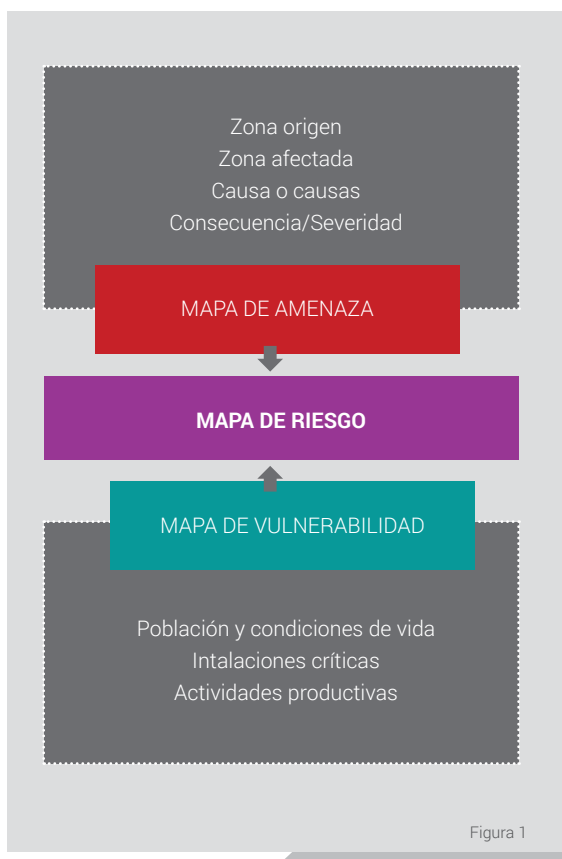 Zona origen
Zona afectada
Causa o causas
Consecuencia/Severidad
MAPA DE AMENAZA
MAPA DE RIESGO
MAPA DE VULNERABILIDAD
Población y condiciones de vida
Intalaciones críticas
Actividades productivas
Figura 1